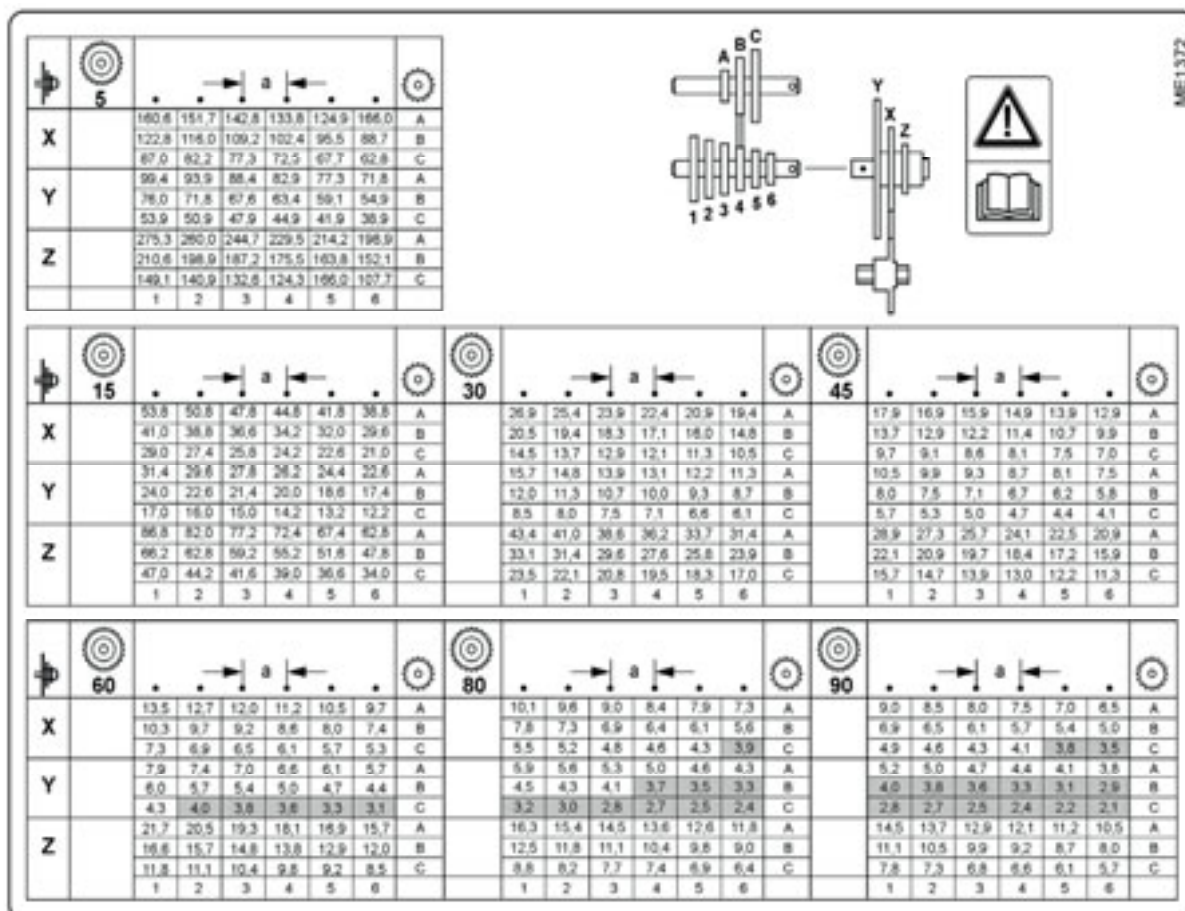 ME1372
A B C
Y X Z
1 2 3 4 5 6
5 a
X 160,6 151,7 142,8 133,8 124,9 166,0 A
122,8 116,0 109,2 102,4 95,5 88,7 B
87,0 82,2 77,3 72,5 67,7 62,8 C
Y 99,4 93,9 88,4 82,9 77,3 71,8 A
76,0 71,8 67,6 63,4 59,1 54,9 B
53,9 50,9 47,9 44,9 41,9 38,9 C
Z 275,3 260,0 244,7 229,5 214,2 198,9 A
210,6 198,9 187,2 175,5 163,8 152,1 B
149,1 140,9 132,6 124,3 166,0 107,7 C
1 2 3 4 5 6
15 a 30 a 45 a
X 53,8 50,8 47,8 44,8 41,8 38,8 A 26,9 25,4 23,9 22,4 20,9 19,4 A 17,9 16,9 15,9 14,9 13,9 12,9 A
41,0 38,8 36,6 34,2 32,0 29,6 B 20,5 19,4 18,3 17,1 16,0 14,8 B 13,7 12,9 12,2 11,4 10,7 9,9 B
29,0 27,4 25,8 24,2 22,6 21,0 C 14,5 13,7 12,9 12,1 11,3 10,5 C 9,7 9,1 8,6 8,1 7,5 7,0 C
Y 31,4 29,6 27,8 26,2 24,4 22,6 A 15,7 14,8 13,9 13,1 12,2 11,3 A 10,5 9,9 9,3 8,7 8,1 7,5 A
24,0 22,6 21,4 20,0 18,6 17,4 B 12,0 11,3 10,7 10,0 9,3 8,7 B 8,0 7,5 7,1 6,7 6,2 5,8 B
17,0 16,0 15,0 14,2 13,2 12,2 C 8,5 8,0 7,5 7,1 6,6 6,1 C 5,7 5,3 5,0 4,7 4,4 4,1 C
Z 86,8 82,0 77,2 72,4 67,4 62,8 A 43,4 41,0 38,6 36,2 33,7 31,4 A 28,9 27,3 25,7 24,1 22,5 20,9 A
66,2 62,8 59,2 55,2 51,6 47,8 B 33,1 31,4 29,6 27,6 25,8 23,9 B 22,1 20,9 19,7 18,4 17,2 15,9 B
47,0 44,2 41,6 39,0 36,6 34,0 C 23,5 22,1 20,8 19,5 18,3 17,0 C 15,7 14,7 13,9 13,0 12,2 11,3 C
1 2 3 4 5 6 1 2 3 4 5 6 1 2 3 4 5 6
60 a 80 a 90 a
X 13,5 12,7 12,0 11,2 10,5 9,7 A 10,1 9,6 9,0 8,4 7,9 7,3 A 9,0 8,5 8,0 7,5 7,0 6,5 A
10,3 9,7 9,2 8,6 8,0 7,4 B 7,8 7,3 6,9 6,4 6,1 5,6 B 6,9 6,5 6,1 5,7 5,4 5,0 B
7,3 6,9 6,5 6,1 5,7 5,3 C 5,5 5,2 4,8 4,6 4,3 3,9 C 4,9 4,6 4,3 4,1 3,8 3,5 C
Y 7,9 7,4 7,0 6,6 6,1 5,7 A 5,9 5,6 5,3 5,0 4,6 4,3 A 5,2 5,0 4,7 4,4 4,1 3,8 A
6,0 5,7 5,4 5,0 4,7 4,4 B 4,5 4,3 4,1 3,7 3,5 3,3 B 4,0 3,8 3,6 3,3 3,1 2,9 B
4,3 4,0 3,8 3,6 3,3 3,1 C 3,2 3,0 2,8 2,7 2,5 2,4 C 2,8 2,7 2,5 2,4 2,2 2,1 C
Z 21,7 20,5 19,3 18,1 16,9 15,7 A 16,3 15,4 14,5 13,6 12,6 11,8 A 14,5 13,7 12,9 12,1 11,2 10,5 A
16,6 15,7 14,8 13,8 12,9 12,0 B 12,5 11,8 11,1 10,4 9,8 9,0 B 11,1 10,5 9,9 9,2 8,7 8,0 B
11,8 11,1 10,4 9,8 9,2 8,5 C 8,8 8,2 7,7 7,4 6,9 6,4 C 7,8 7,3 6,8 6,6 6,1 5,7 C
1 2 3 4 5 6 1 2 3 4 5 6 1 2 3 4 5 6